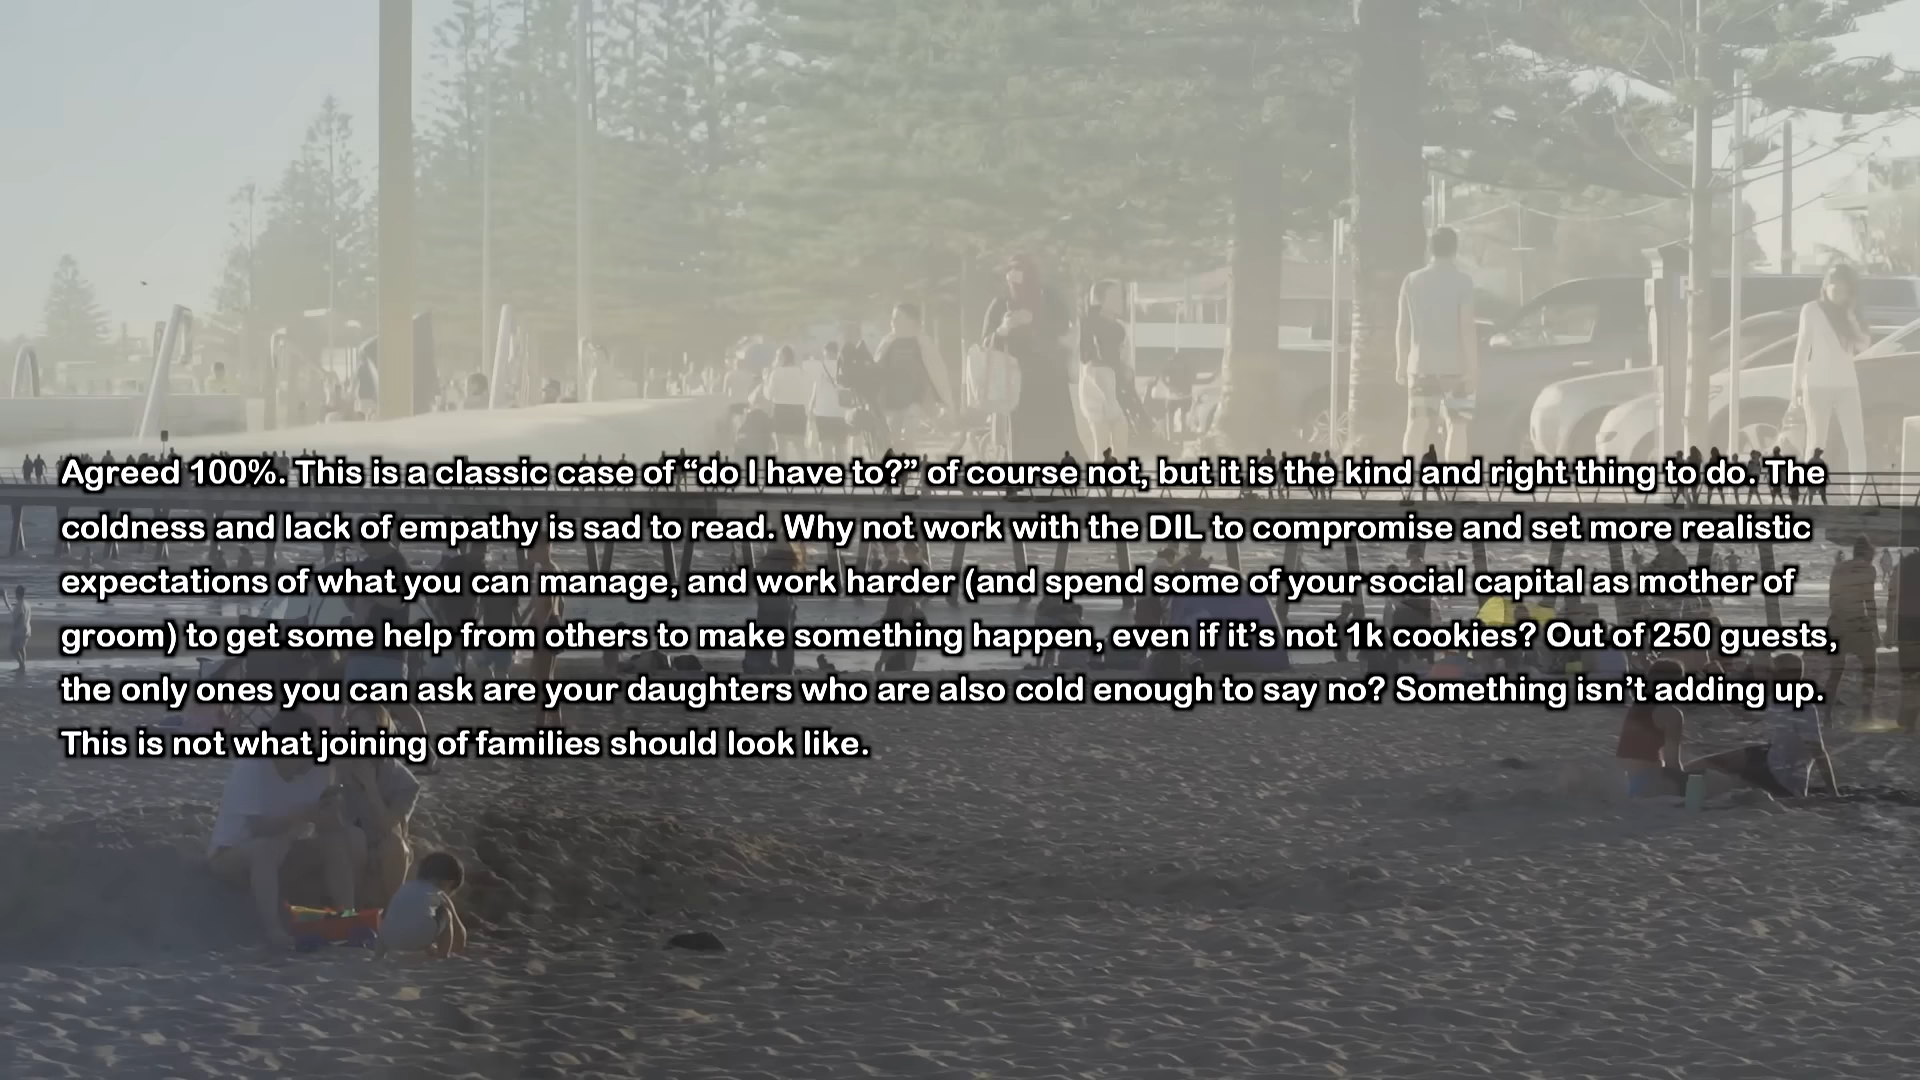 Agreed 100%. This is a classic case of “do I have to?” of course not, but it is the kind and right thing to do. The
coldness and lack of empathy is sad to read. Why not work with the DIL to compromise and set more realistic
expectations of what you can manage, and work harder (and spend some of your social capital as mother of
groom) to get some help from others to make something happen, even if it’s not 1k cookies? Out of 250 guests,
the only ones you can ask are your daughters who are also cold enough to say no? Something isn’t adding up.
This is not what joining of families should look like.